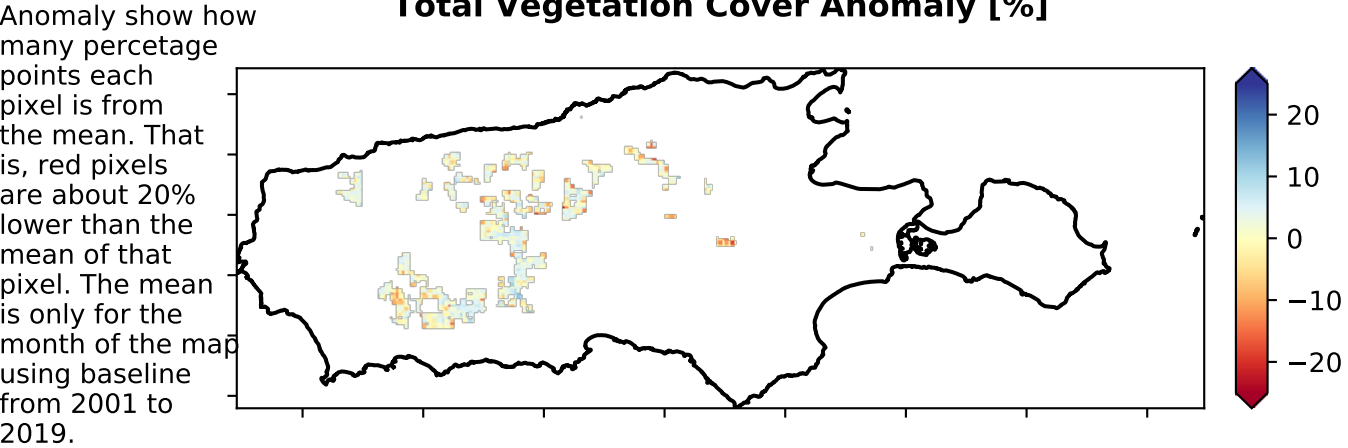 Total Vegetation Cover Anomaly [%]
Anomaly show how
many percetage
points each
pixel is from
the mean. That
is, red pixels
are about 20%
lower than the
mean of that
pixel. The mean
is only for the
month of the map
using baseline
from 2001 to
2019.
20
10
0
−10
−20